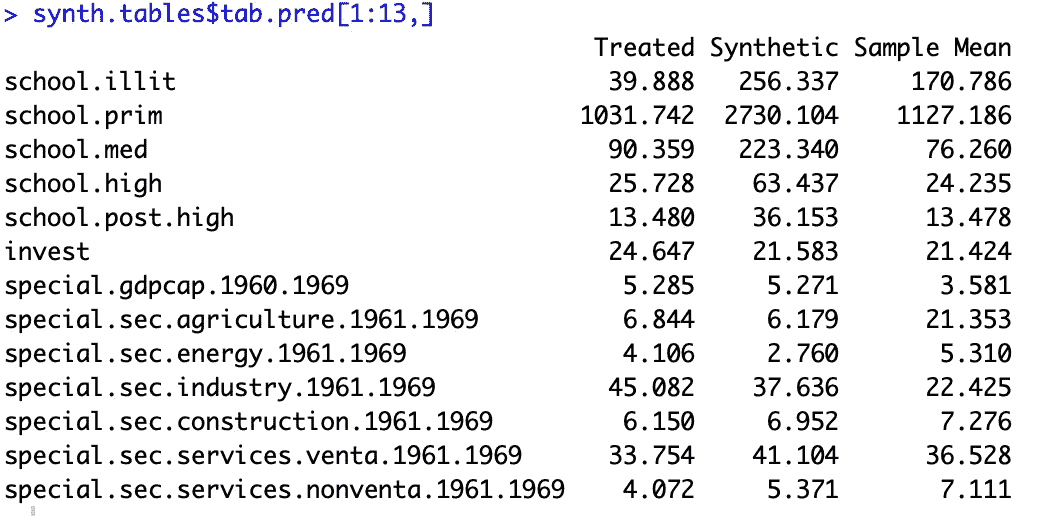 > synth.tables$tab.pred[1:13,]
Treated Synthetic Sample Mean
school.illit 39.888 256.337 170.786
school.prim 1031.742 2730.104 1127.186
school.med 90.359 223.340 76.260
school.high 25.728 63.437 24.235
school.post.high 13.480 36.153 13.478
invest 24.647 21.583 21.424
special.gdpcap.1960.1969 5.285 5.271 3.581
special.sec.agriculture.1961.1969 6.844 6.179 21.353
special.sec.energy.1961.1969 4.106 2.760 5.310
special.sec.industry.1961.1969 45.082 37.636 22.425
special.sec.construction.1961.1969 6.150 6.952 7.276
special.sec.services.venta.1961.1969 33.754 41.104 36.528
special.sec.services.nonventa.1961.1969 4.072 5.371 7.111